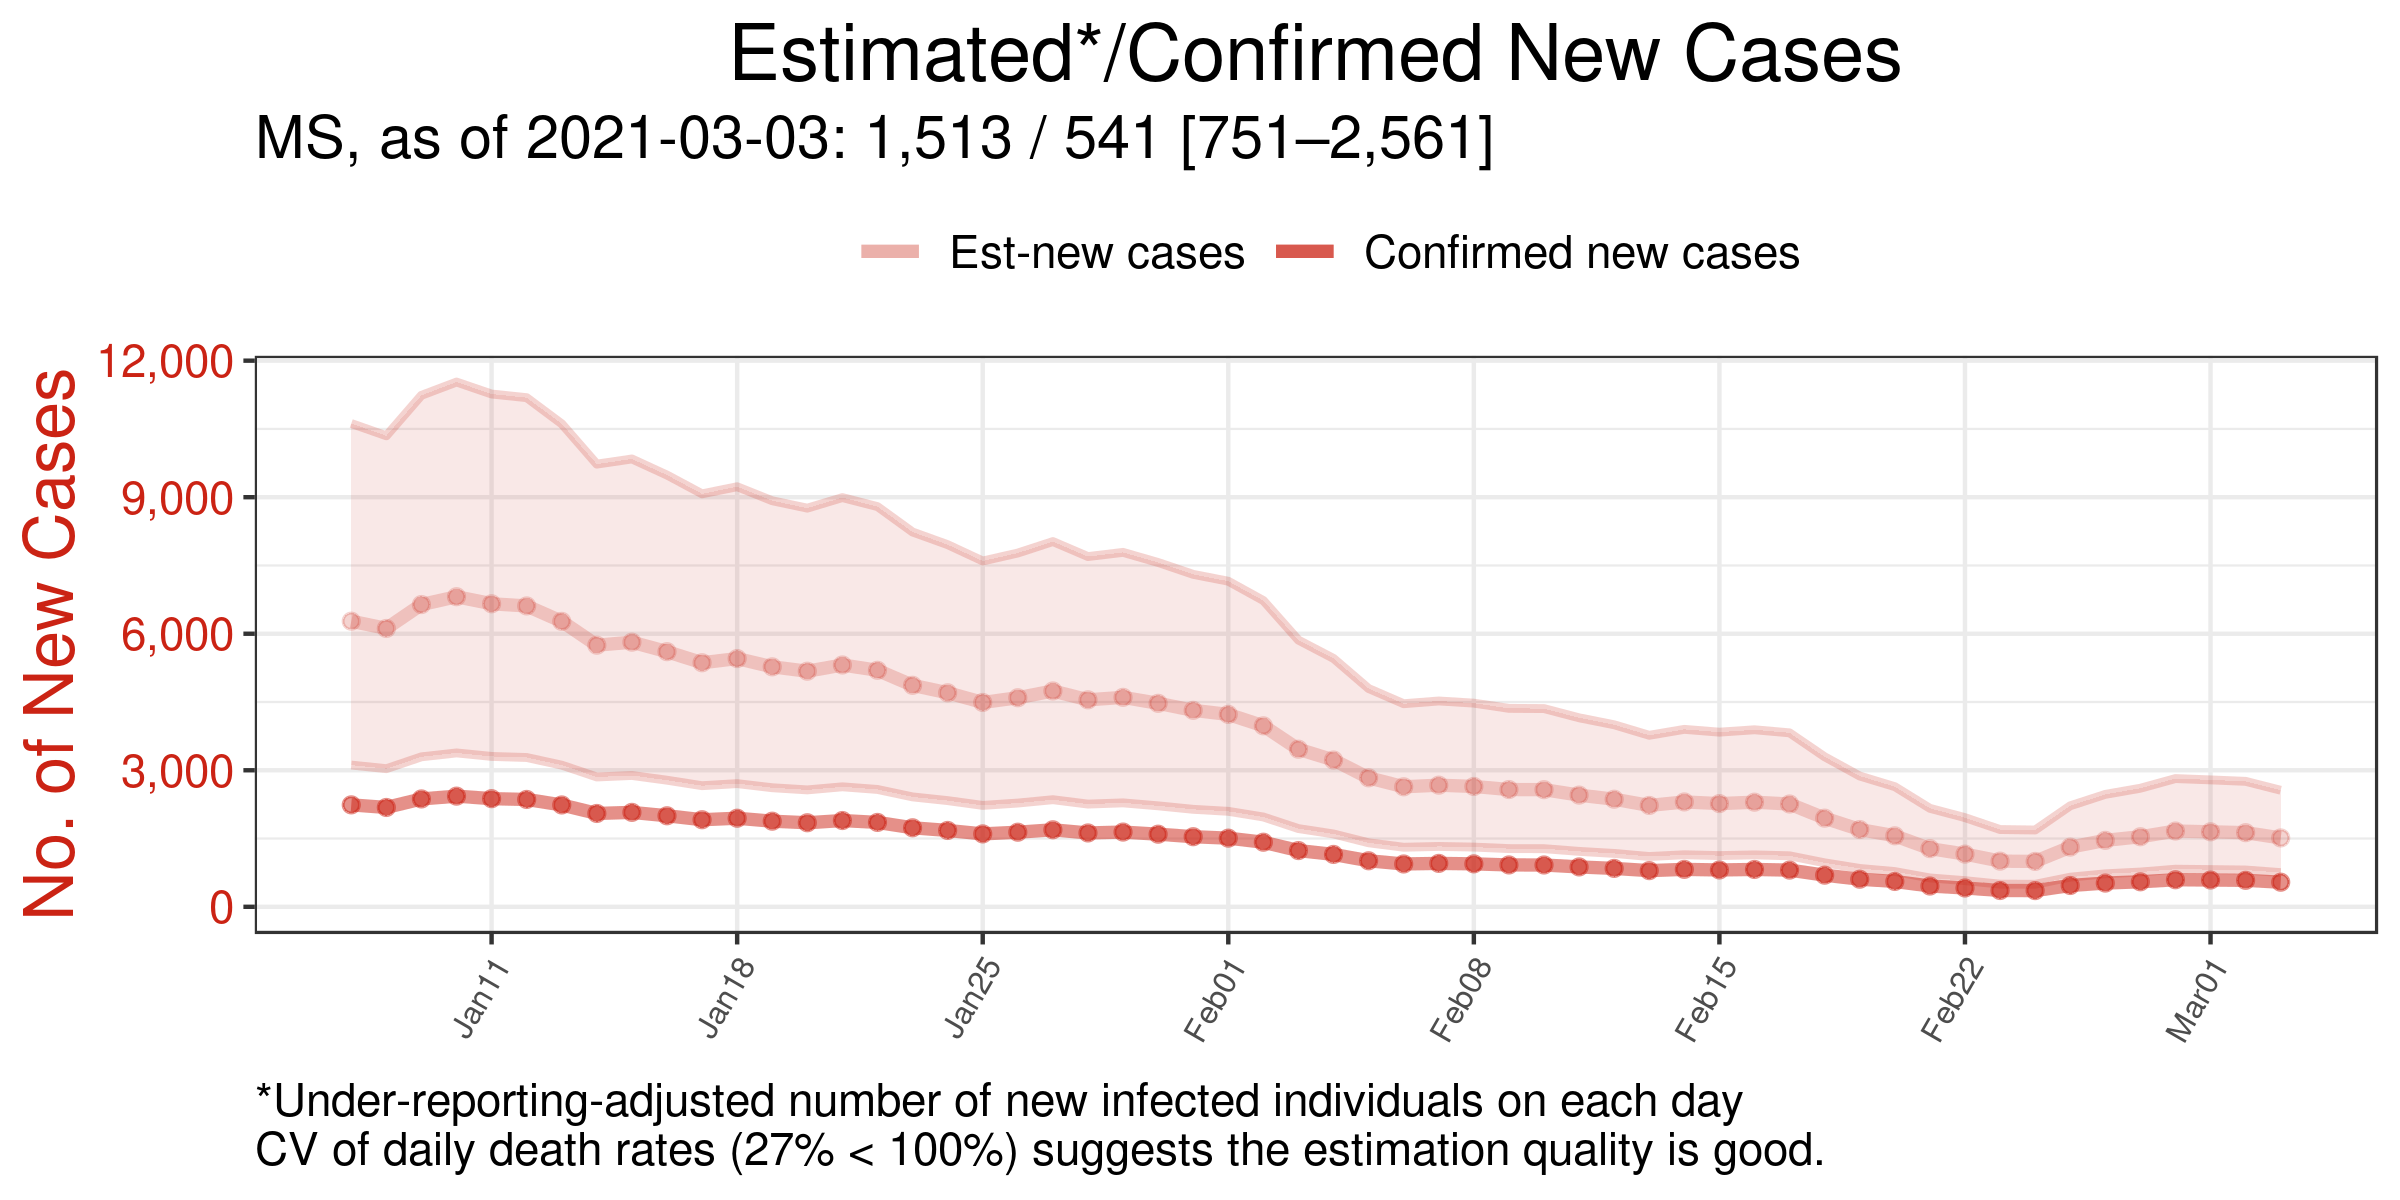 Estimated*/Confirmed New Cases
MS, as of 2021-03-03: 1,513 / 541 [751–2,561]
Est-new cases
Confirmed new cases
No. of New Cases
12,000
9,000
6,000
3,000
0
Jan11
Jan18
Jan25
Feb01
Feb08
Feb15
Feb22
Mar01
*Under-reporting-adjusted number of new infected individuals on each day
CV of daily death rates (27% < 100%) suggests the estimation quality is good.